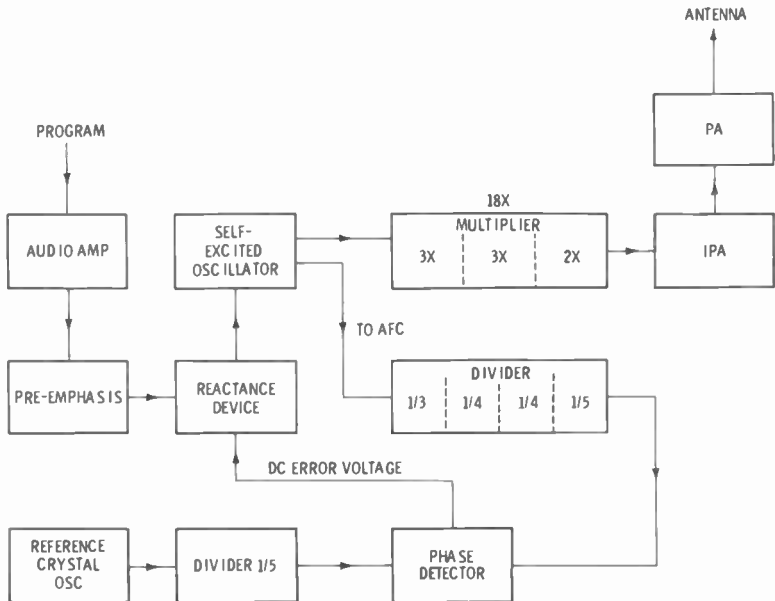 ANTENNA
PA
PROGRAM
AUDIO AMP
SELF-
EXCITED
OSCILLATOR
18X
MULTIPLIER
3X
3X
2X
IPA
TO AFC
PRE-EMPHASIS
REACTANCE
DEVICE
DIVIDER
1/3
1/4
1/4
1/5
DC ERROR VOLTAGE
REFERENCE
CRYSTAL
OSC
DIVIDER 1/5
PHASE
DETECTOR